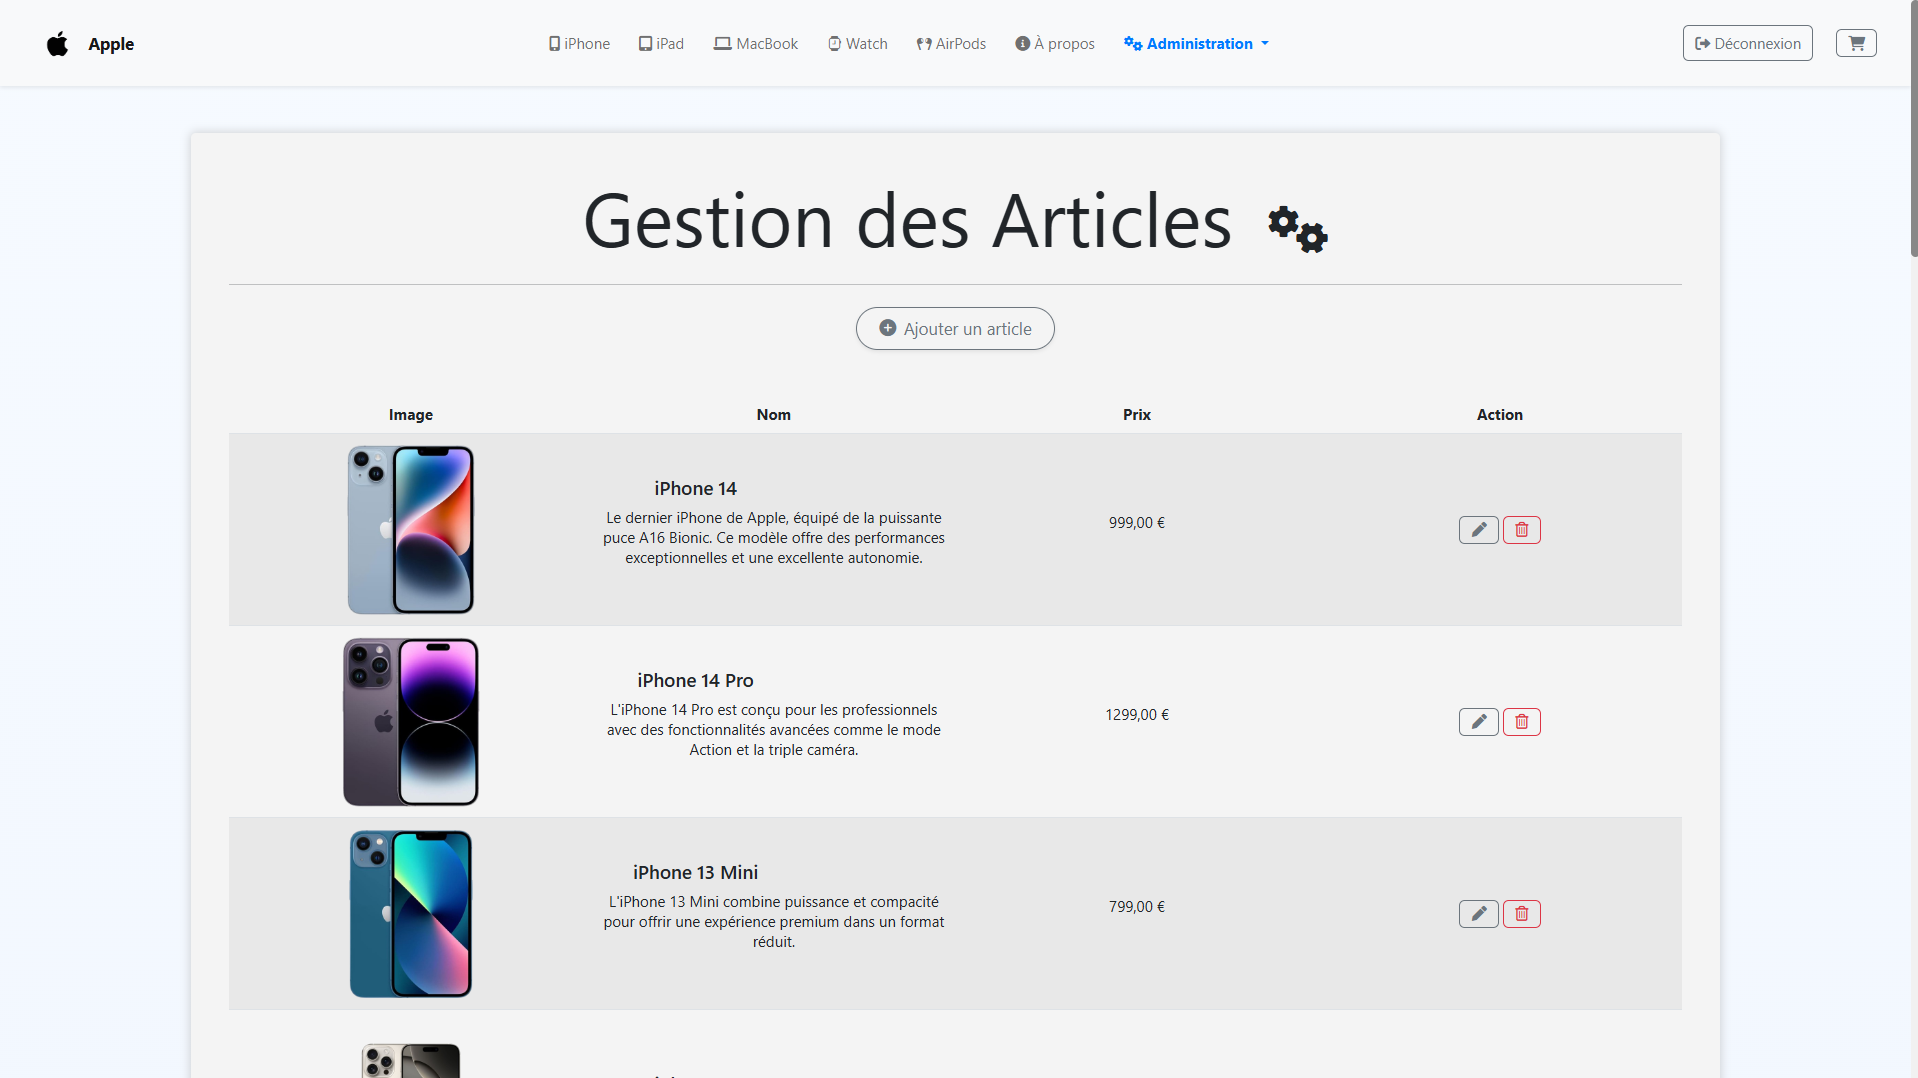 Apple
iPhone
iPad
MacBook
Watch
AirPods
À propos
Administration
Déconnexion
Gestion des Articles
Ajouter un article
Image
Nom
Prix
Action
iPhone 14
Le dernier iPhone de Apple, équipé de la puissante
puce A16 Bionic. Ce modèle offre des performances
exceptionnelles et une excellente autonomie.
999,00 €
iPhone 14 Pro
L'iPhone 14 Pro est conçu pour les professionnels
avec des fonctionnalités avancées comme le mode
Action et la triple caméra.
1299,00 €
iPhone 13 Mini
L'iPhone 13 Mini combine puissance et compacité
pour offrir une expérience premium dans un format
réduit.
799,00 €